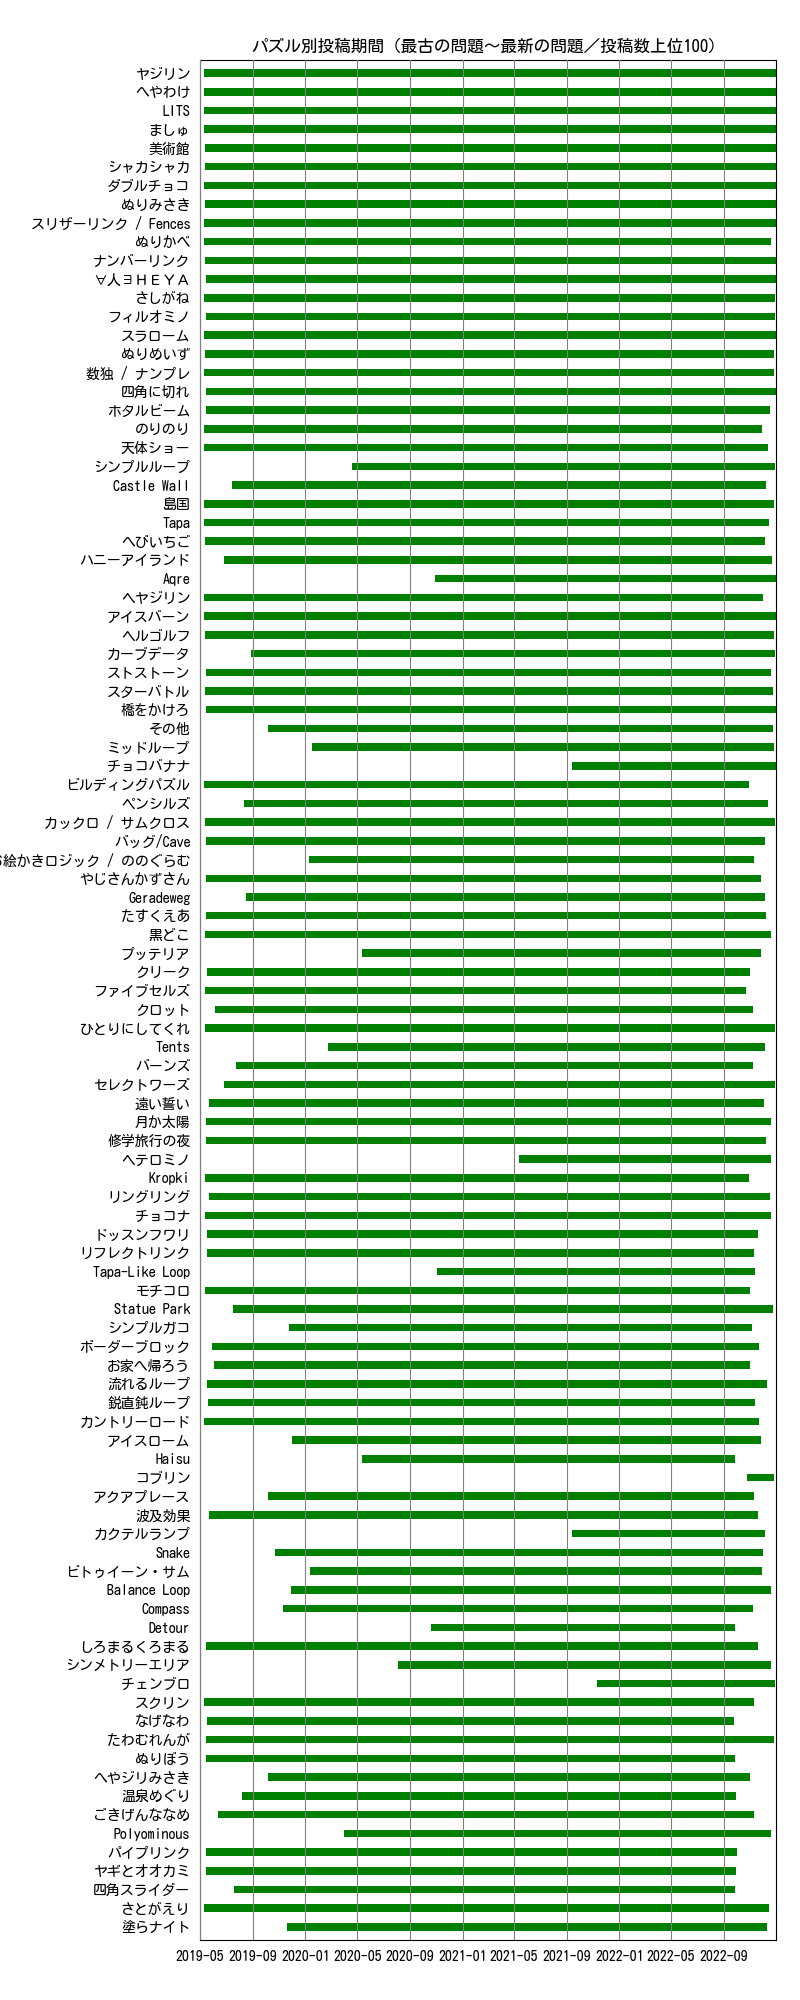 パズル別投稿期間（最古の問題～最新の問題／投稿数上位100）
ヤジリン
へやわけ
LITS
ましゅ
美術館
シャカシャカ
ダブルチョコ
ぬりみさき
スリザーリンク / Fences
ぬりかべ
ナンバーリンク
∀人∃ＨＥＹＡ
さしがね
フィルオミノ
スラローム
ぬりめいず
数独 / ナンプレ
四角に切れ
ホタルビーム
のりのり
天体ショー
シンプルループ
Castle Wall
島国
Tapa
へびいちご
ハニーアイランド
Aqre
ヘヤジリン
アイスバーン
ヘルゴルフ
カーブデータ
ストストーン
スターバトル
橋をかけろ
その他
ミッドループ
チョコバナナ
ビルディングパズル
ペンシルズ
カックロ / サムクロス
バッグ/Cave
絵かきロジック / ののぐらむ
やじさんかずさん
Geradeweg
たすくえあ
黒どこ
プッテリア
クリーク
ファイブセルズ
クロット
ひとりにしてくれ
Tents
バーンズ
セレクトワーズ
遠い誓い
月か太陽
修学旅行の夜
ヘテロミノ
Kropki
リングリング
チョコナ
ドッスンフワリ
リフレクトリンク
Tapa-Like Loop
モチコロ
Statue Park
シンプルガコ
ボーダーブロック
お家へ帰ろう
流れるループ
鋭直鈍ループ
カントリーロード
アイスローム
Haisu
コブリン
アクアプレース
波及効果
カクテルランプ
Snake
ビトゥイーン・サム
Balance Loop
Compass
Detour
しろまるくろまる
シンメトリーエリア
チェンブロ
スクリン
なげなわ
たわむれんが
ぬりぼう
へやジリみさき
温泉めぐり
ごきげんななめ
Polyominous
パイプリンク
ヤギとオオカミ
四角スライダー
さとがえり
塗らナイト
2019-05 2019-09 2020-01 2020-05 2020-09 2021-01 2021-05 2021-09 2022-01 2022-05 2022-09